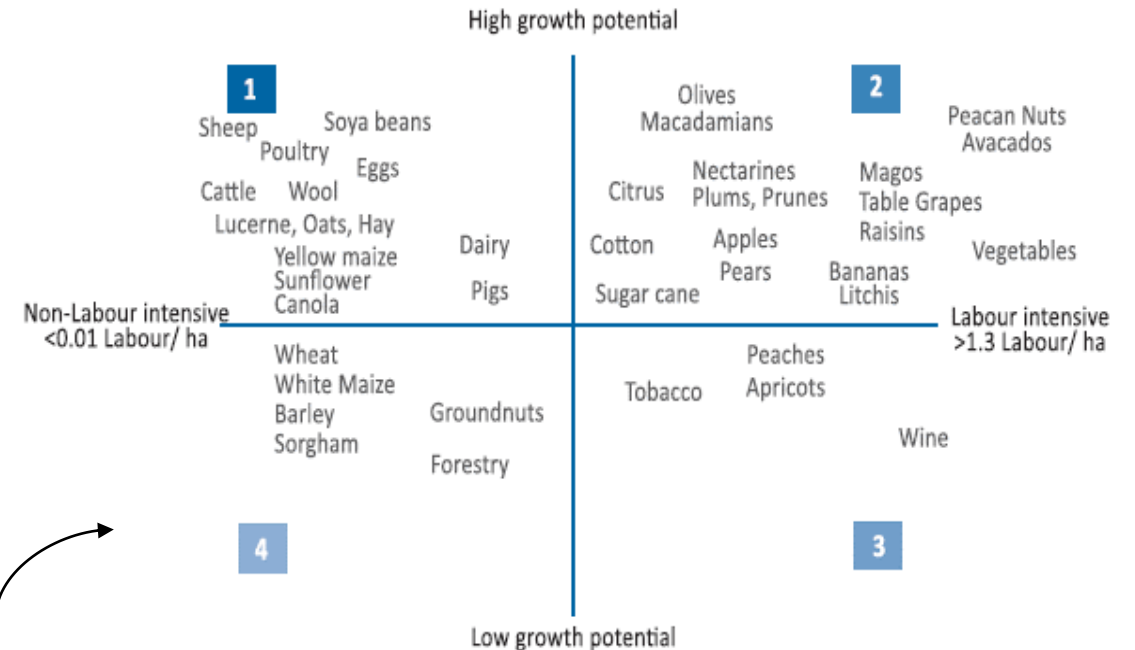 High growth potential
1
Sheep
Soya beans
Poultry
Eggs
Cattle
Wool
Lucerne, Oats, Hay
Yellow maize
Sunflower
Canola
Dairy
Pigs
2
Olives
Macadamians
Peacan Nuts
Avacados
Nectarines
Plums, Prunes
Citrus
Magos
Table Grapes
Raisins
Cotton
Apples
Pears
Vegetables
Bananas
Litchis
Sugar cane
Non-Labour intensive
<0.01 Labour/ ha
Labour intensive
>1.3 Labour/ ha
Wheat
White Maize
Barley
Sorgham
Groundnuts
Forestry
4
Peaches
Apricots
Tobacco
Wine
3
Low growth potential